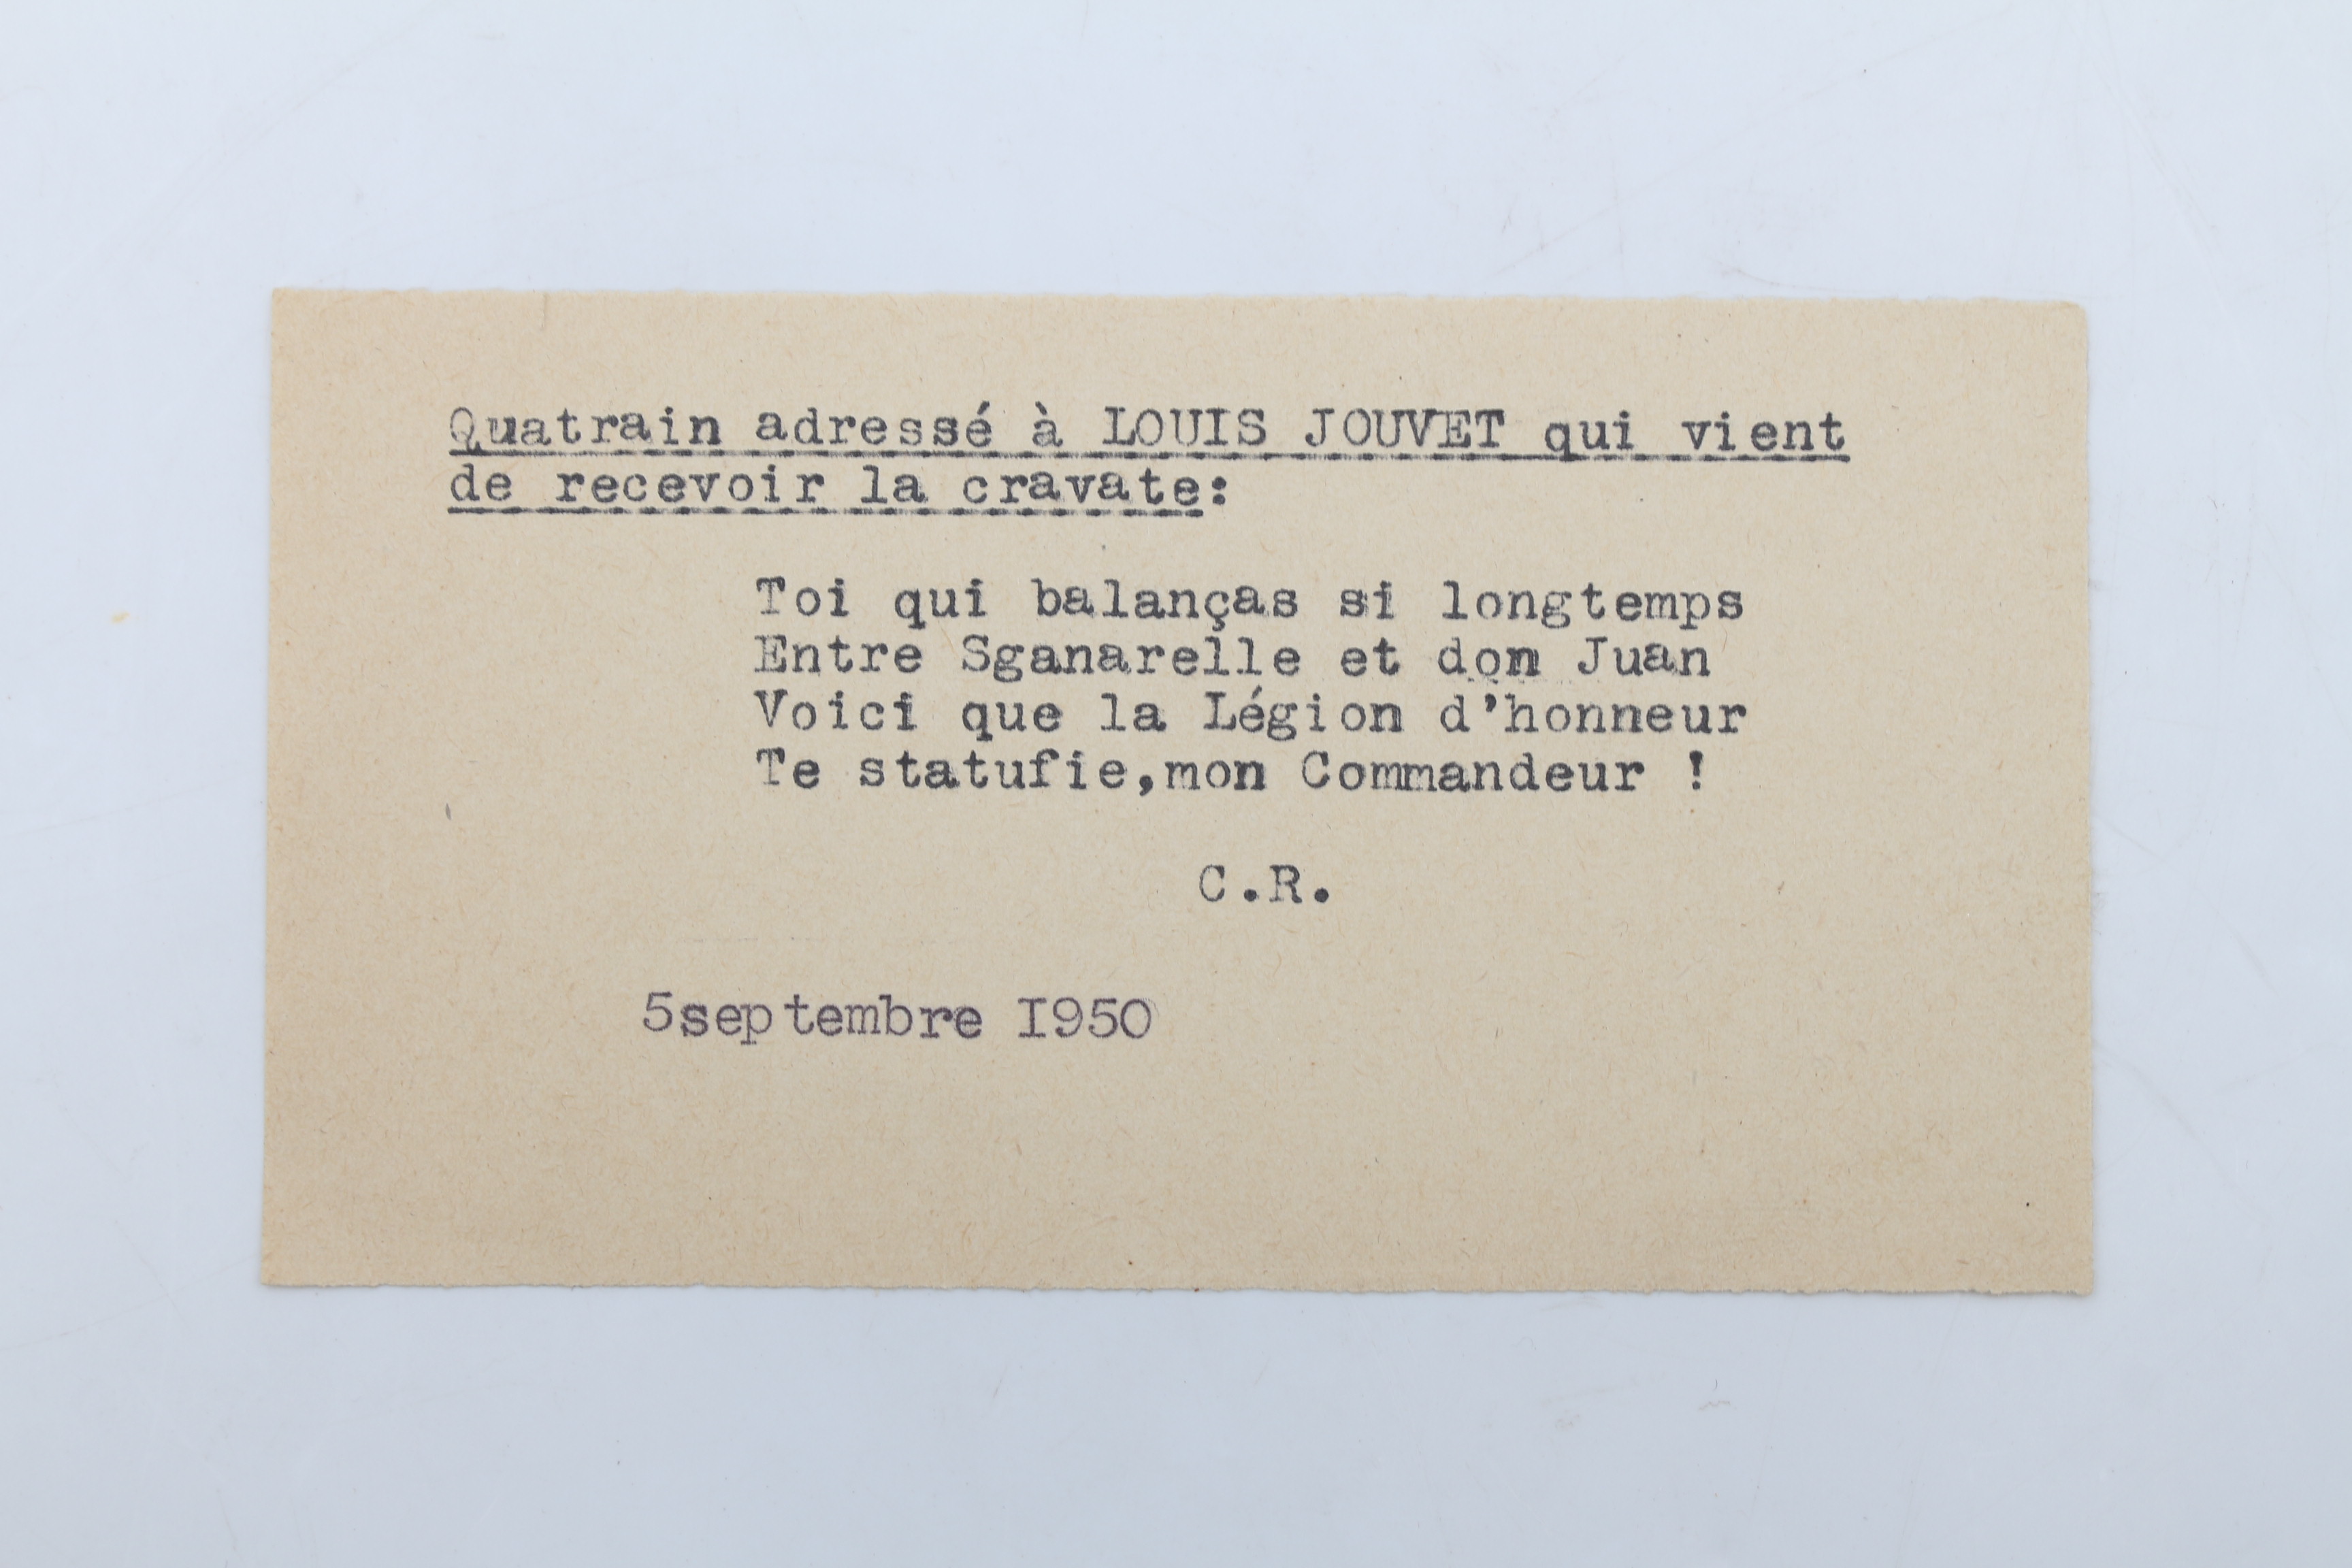 Quatrain adressé à LOUIS JOUVET qui vient
de recevoir la cravate:
Toi qui balanças si longtemps
Entre Sganarelle et don Juan
Voici que la Légion d'honneur
Te statufie,mon Commandeur !
C.R.
5septembre I950